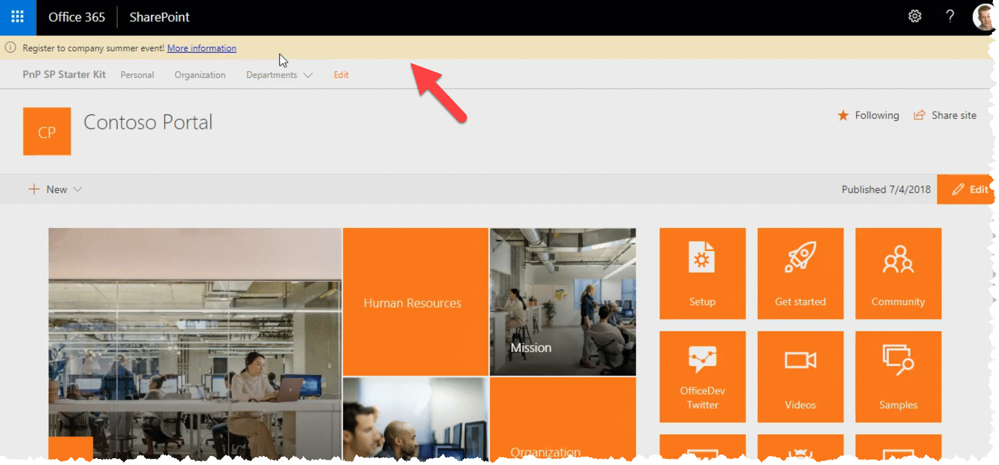 Office 365
SharePoint
?
Register to company summer event! More information
PnP SP Starter Kit
Personal
Organization
Departments
Edit
CP
Contoso Portal
Following
Share site
New
Published 7/4/2018
Edit
Human Resources
Mission
Setup
Get started
Community
OfficeDev
Twitter
Videos
Samples
Organization